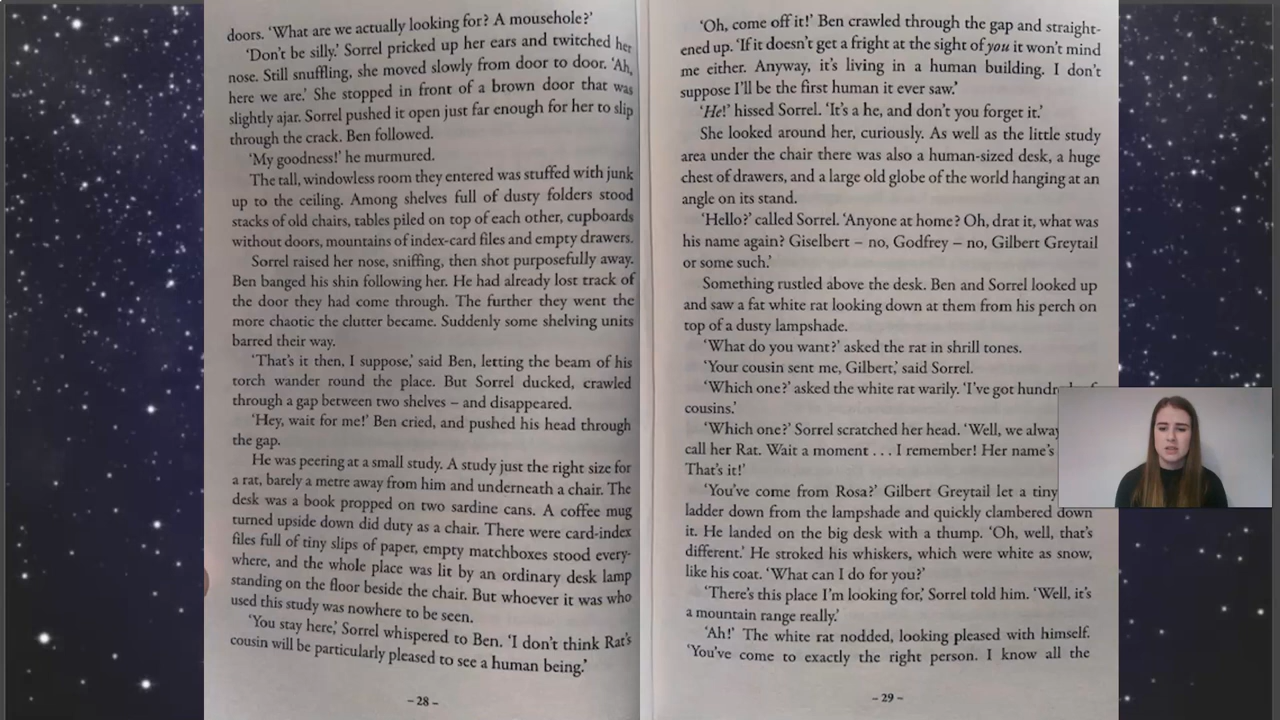 doors. ‘What are we actually looking for? A mousehole?’
‘Don’t be silly.’ Sorrel pricked up her ears and twitched her
nose. Still snuffling, she moved slowly from door to door. ‘Ah,
here we are.’ She stopped in front of a brown door that was
slightly ajar. Sorrel pushed it open just far enough for her to slip
through the crack. Ben followed.
‘My goodness!’ he murmured.
The tall, windowless room they entered was stuffed with junk
up to the ceiling. Among shelves full of dusty folders stood
stacks of old chairs, tables piled on top of each other, cupboards
without doors, mountains of index-card files and empty drawers.
Sorrel raised her nose, sniffing, then shot purposefully away.
Ben banged his shin following her. He had already lost track of
the door they had come through. The further they went the
more chaotic the clutter became. Suddenly some shelving units
barred their way.
‘That’s it then, I suppose,’ said Ben, letting the beam of his
torch wander round the place. But Sorrel ducked, crawled
through a gap between two shelves – and disappeared.
‘Hey, wait for me!’ Ben cried, and pushed his head through
the gap.
He was peering at a small study. A study just the right size for
a rat, barely a metre away from him and underneath a chair. The
desk was a book propped on two sardine cans. A coffee mug
turned upside down did duty as a chair. There were card-index
files full of tiny slips of paper, empty matchboxes stood every-
where, and the whole place was lit by an ordinary desk lamp
standing on the floor beside the chair. But whoever it was who
used this study was nowhere to be seen.
‘You stay here,’ Sorrel whispered to Ben. ‘I don’t think Rat’s
cousin will be particularly pleased to see a human being.’
– 28 –
‘Oh, come off it!’ Ben crawled through the gap and straight-
ened up. ‘If it doesn’t get a fright at the sight of you it won’t mind
me either. Anyway, it’s living in a human building. I don’t
suppose I’ll be the first human it ever saw.’
‘He!’ hissed Sorrel. ‘It’s a he, and don’t you forget it.’
She looked around her, curiously. As well as the little study
area under the chair there was also a human-sized desk, a huge
chest of drawers, and a large old globe of the world hanging at an
angle on its stand.
‘Hello?’ called Sorrel. ‘Anyone at home? Oh, drat it, what was
his name again? Giselbert – no, Godfrey – no, Gilbert Greytail
or some such.’
Something rustled above the desk. Ben and Sorrel looked up
and saw a fat white rat looking down at them from his perch on
top of a dusty lampshade.
‘What do you want?’ asked the rat in shrill tones.
‘Your cousin sent me, Gilbert,’ said Sorrel.
‘Which one?’ asked the white rat warily. ‘I’ve got
cousins.’
‘Which one?’ Sorrel scratched her head. ‘Well, we
call her Rat. Wait a moment . . . I remember! Her name’s
That’s it!’
‘You’ve come from Rosa?’ Gilbert Greytail let a tiny
ladder down from the lampshade and quickly clambered down
it. He landed on the big desk with a thump. ‘Oh, well, that’s
different.’ He stroked his whiskers, which were white as snow,
like his coat. ‘What can I do for you?’
‘There’s this place I’m looking for,’ Sorrel told him. ‘Well, it’s
a mountain range really.’
‘Ah!’ The white rat nodded, looking pleased with himself.
‘You’ve come to exactly the right person. I know all the
– 29 –